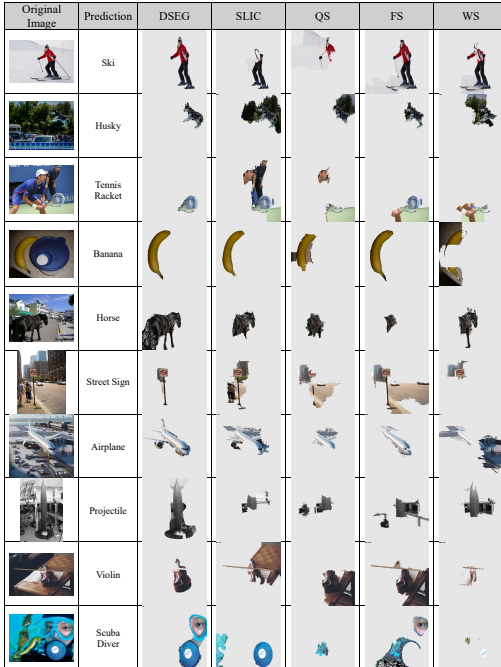 Original
Image
Prediction
DSEG
SLIC
QS
FS
WS
Ski
Husky
Tennis
Racket
Banana
Horse
Street Sign
Airplane
Projectile
Violin
Scuba
Diver